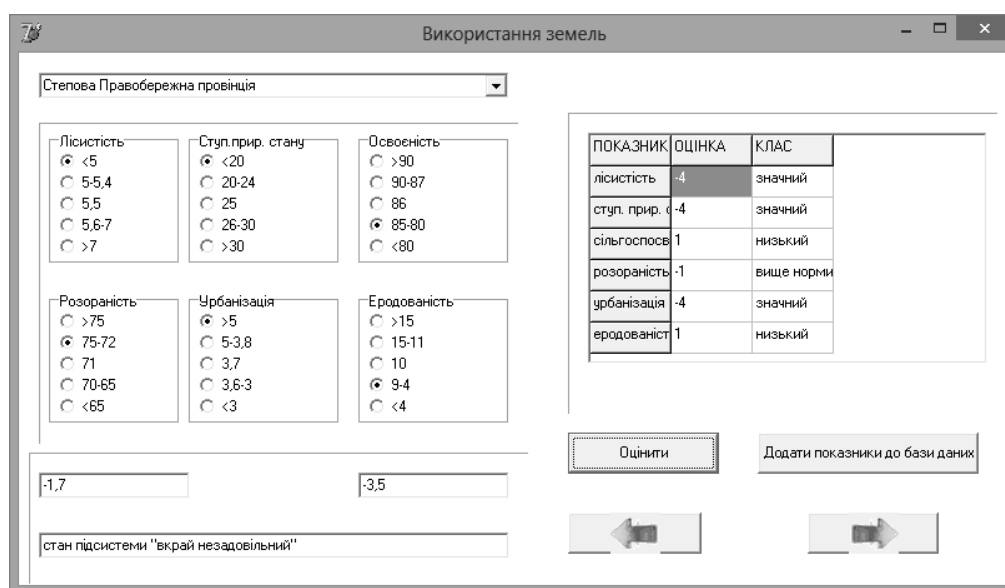 Використання земель
Степова Правобережна провінція
Лісистість
<5
5-5,4
5,5
5,6-7
>7
Ступ.прир. стану
<20
20-24
25
26-30
>30
Освоєність
>90
90-87
86
85-80
<80
Розораність
>75
75-72
71
70-65
<65
Урбанізація
>5
5-3,8
3,7
3,6-3
<3
Еродованість
>15
15-11
10
9-4
<4
-1,7
-3,5
стан підсистеми "вкрай незадовільний"
ПОКАЗНИК ОЦІНКА КЛАС
лісистість -4 значний
ступ. прир. с -4 значний
сільгоспосв 1 низький
розораність -1 вище норми
урбанізація -4 значний
еродованіст 1 низький
Оцінити
Додати показники до бази даних